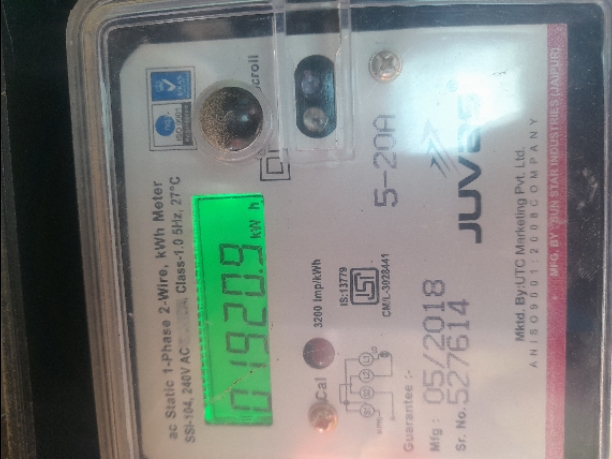 ac Static 1-Phase 2-Wire, kWh Meter
SSI-104, 240V AC Class-1.0 5Hz, 27°C
01920.9 kWh
Scroll
Cal
3200 Imp/kWh
IS:13779
CM/L-3028441
5-20A
Guarantee :-
Mfg : 05/2018
Sr. No. 527614
Mktd. By:UTC Marketing Pvt. Ltd.
AN ISO 9001:2008 COMPANY
MFG. BY : SUN STAR INDUSTRIES (JAIPUR)